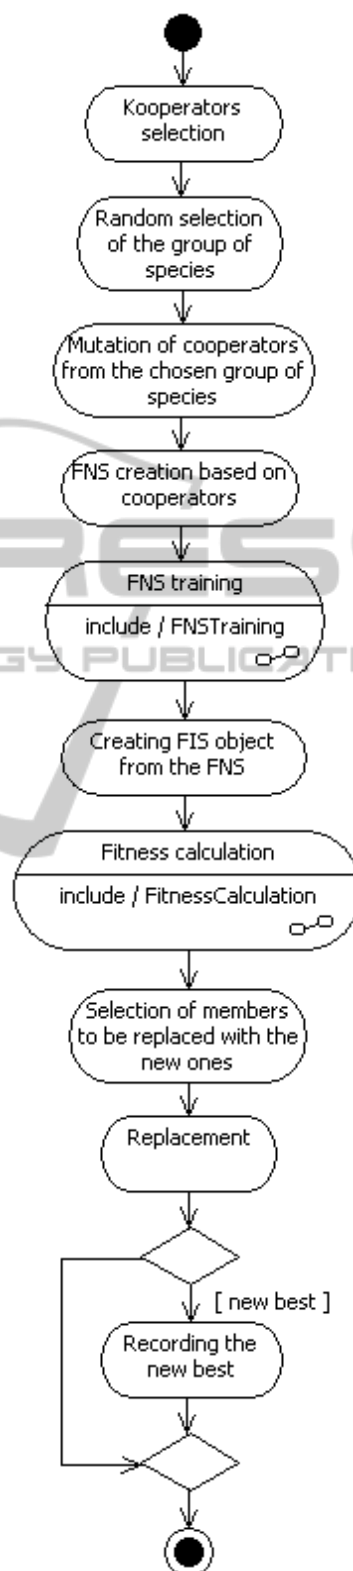 Kooperators
selection
Random selection
of the group of
species
Mutation of cooperators
from the chosen group of
species
FNS creation based on
cooperators
FNS training
include / FNSTraining
Creating FIS object
from the FNS
Fitness calculation
include / FitnessCalculation
Selection of members
to be replaced with the
new ones
Replacement
[ new best ]
Recording the
new best